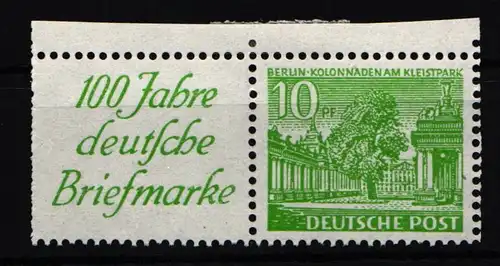 100 Jahre
deutſche
Briefmarke
BERLIN · KOLONNADEN AM KLEISTPARK
10 PF
DEUTSCHE POST